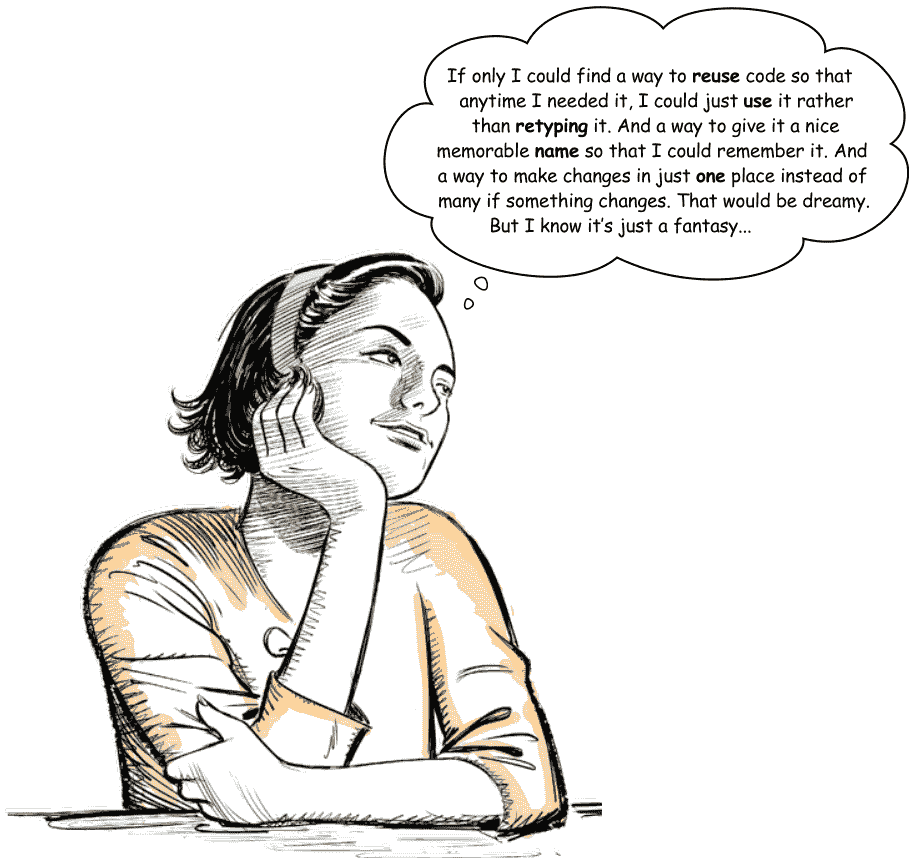 If only I could find a way to reuse code so that
anytime I needed it, I could just use it rather
than retyping it. And a way to give it a nice
memorable name so that I could remember it. And
a way to make changes in just one place instead of
many if something changes. That would be dreamy.
But I know it's just a fantasy...